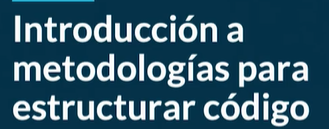 Introducción a
metodologías para
estructurar código